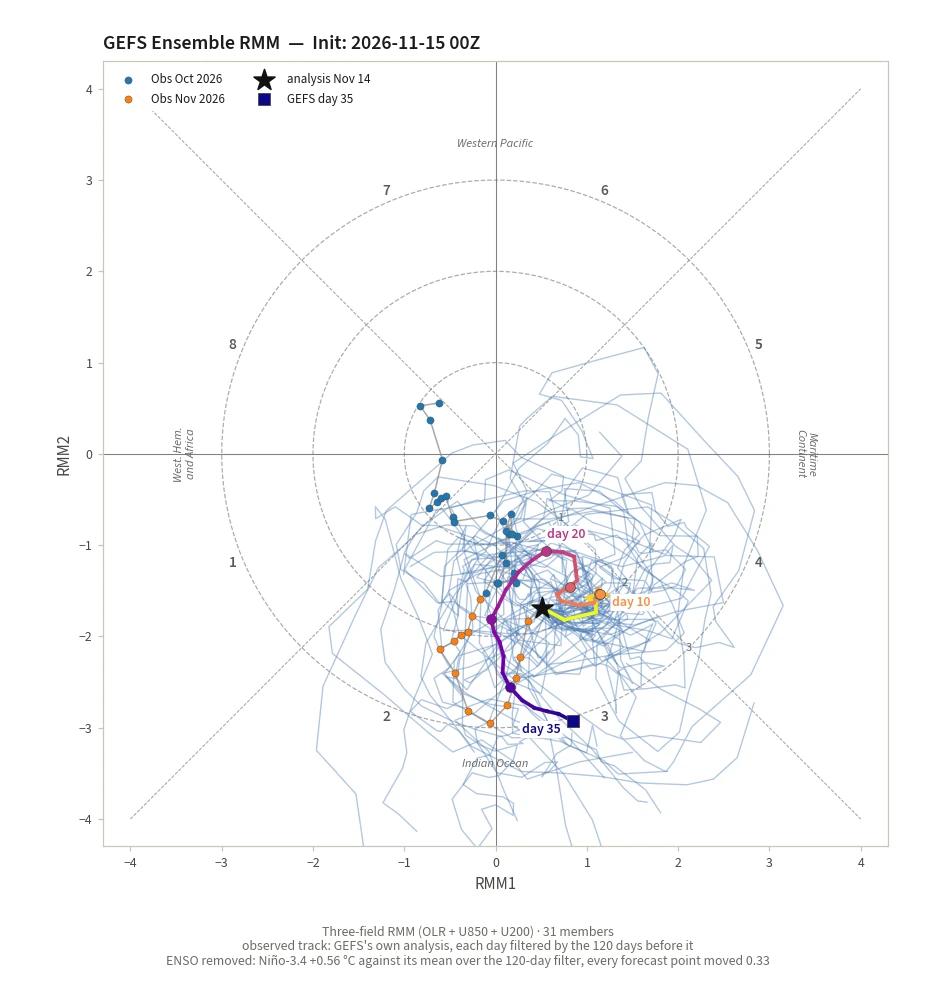 GEFS Ensemble RMM — Init: 2026-11-15 00Z
Obs Oct 2026
Obs Nov 2026
analysis Nov 14
GEFS day 35
Western Pacific
7
6
8
5
West. Hem.
and Africa
Maritime
Continent
1
4
2
3
Indian Ocean
1
2
3
day 20
day 10
day 35
4
3
2
1
0
−1
−2
−3
−4
RMM2
−4
−3
−2
−1
0
1
2
3
4
RMM1
Three-field RMM (OLR + U850 + U200) · 31 members
observed track: GEFS's own analysis, each day filtered by the 120 days before it
ENSO removed: Niño-3.4 +0.56 °C against its mean over the 120-day filter, every forecast point moved 0.33